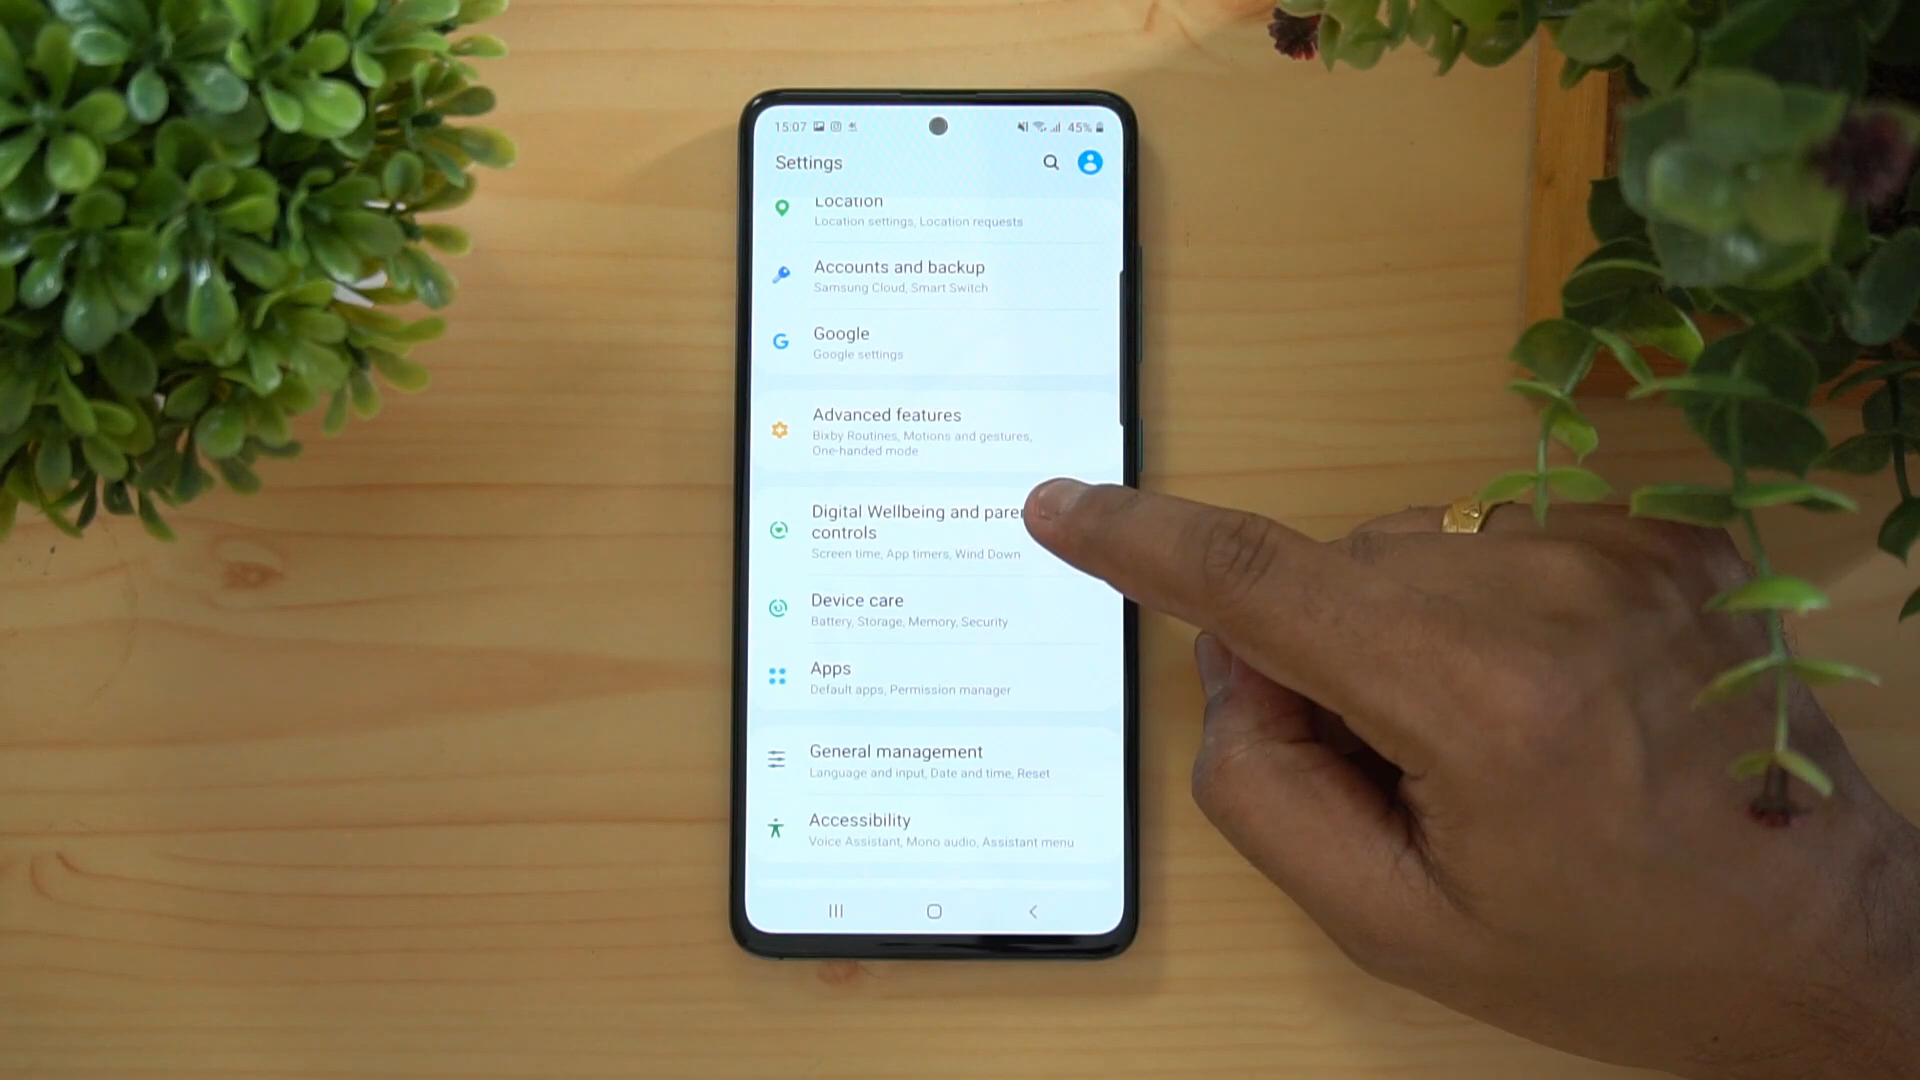 15:07 45%
Settings
Location
Location settings, Location requests
Accounts and backup
Samsung Cloud, Smart Switch
G Google
Google settings
Advanced features
Bixby Routines, Motions and gestures,
One-handed mode
Digital Wellbeing and paren
controls
Screen time, App timers, Wind Down
Device care
Battery, Storage, Memory, Security
Apps
Default apps, Permission manager
General management
Language and input, Date and time, Reset
Accessibility
Voice Assistant, Mono audio, Assistant menu